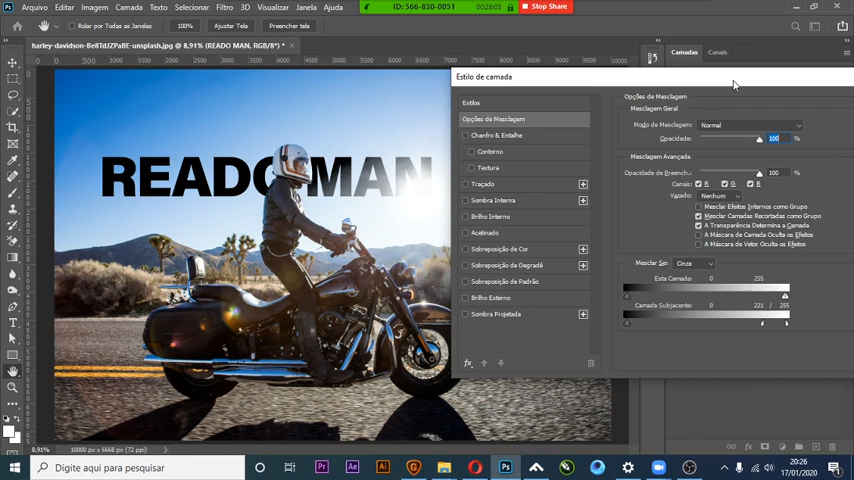 Arquivo Editar Imagem Camada Texto Selecionar Filtro 3D Visualizar Janela Ajuda
ID: 566-830-0051
26:03
Stop Share
Rolar por Todas as Janelas
100%
Ajustar Tela
Preencher tela
harley-davidson-Be8TdJZPaBE-unsplash.jpg @ 8,91% (READO MAN, RGB/8*) *
Camadas
Canais
READO MAN
Estilo de camada
Estilos
Opções de Mesclagem
Chanfro & Entalhe
Contorno
Textura
Traçado
Sombra Interna
Brilho Interno
Acetinado
Sobreposição de Cor
Sobreposição de Degradê
Sobreposição de Padrão
Brilho Externo
Sombra Projetada
fx
Opções de Mesclagem
Mesclagem Geral
Modo de Mesclagem: Normal
Opacidade: 100 %
Mesclagem Avançada
Opacidade de Preench.: 100 %
Canais: R G B
Vazado: Nenhum
Mesclar Efeitos Internos como Grupo
Mesclar Camadas Recortadas como Grupo
A Transparência Determina a Camada
A Máscara de Camada Oculta os Efeitos
A Máscara de Vetor Oculta os Efeitos
Mesclar Se: Cinza
Esta Camada: 0 255
Camada Subjacente: 0 221 / 255
8,91%
10000 px x 6668 px (72 ppi)
Digite aqui para pesquisar
20:26
17/01/2020